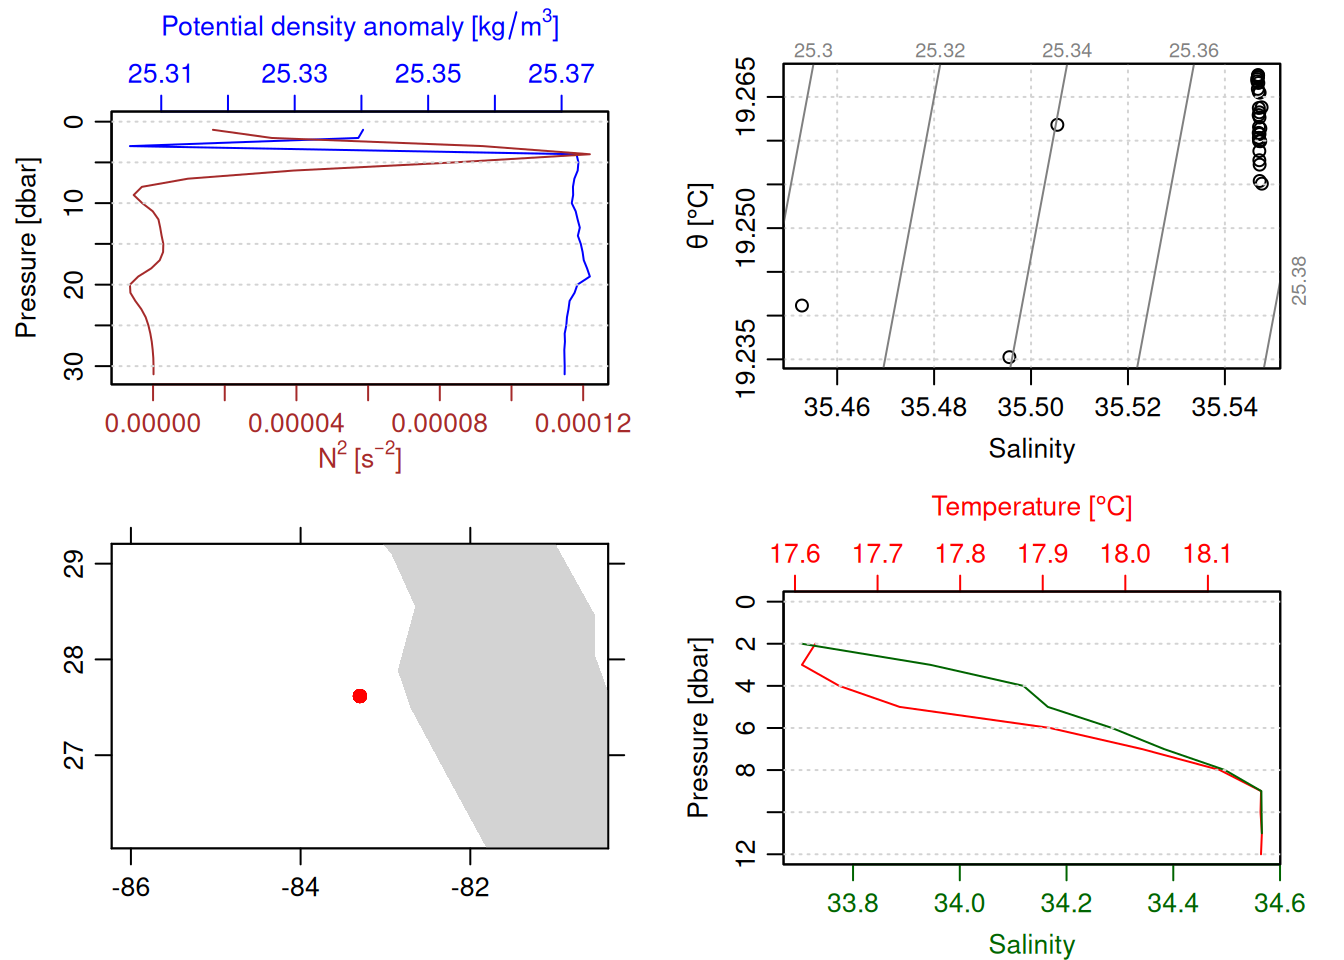 Potential density anomaly [kg/m³]
25.31 25.33 25.35 25.37
Pressure [dbar]
0
10
20
30
0.00000 0.00004 0.00008 0.00012
N² [s⁻²]
25.3 25.32 25.34 25.36
25.38
θ [°C]
19.265
19.250
19.235
35.46 35.48 35.50 35.52 35.54
Salinity
29
28
27
-86 -84 -82
Temperature [°C]
17.6 17.7 17.8 17.9 18.0 18.1
Pressure [dbar]
0
2
4
6
8
12
33.8 34.0 34.2 34.4 34.6
Salinity